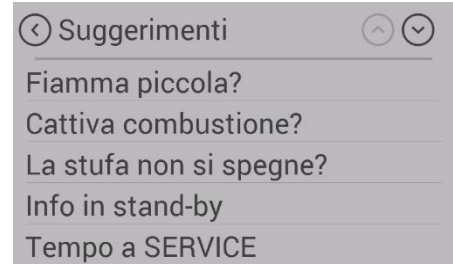 Suggerimenti
Fiamma piccola?
Cattiva combustione?
La stufa non si spegne?
Info in stand-by
Tempo a SERVICE